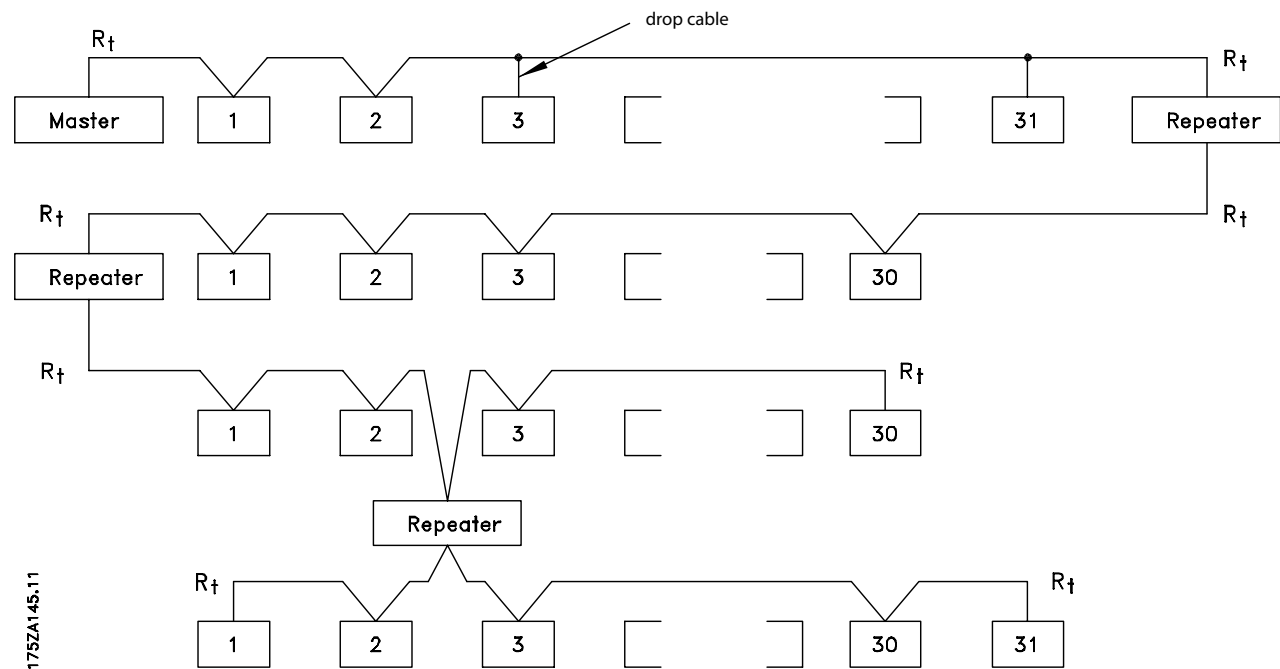 drop cable
Rt Rt
Master 1 2 3 31 Repeater
Rt Rt
Repeater 1 2 3 30
Rt Rt
1 2 3 30
Repeater
Rt Rt
1 2 3 30 31
175ZA145.11